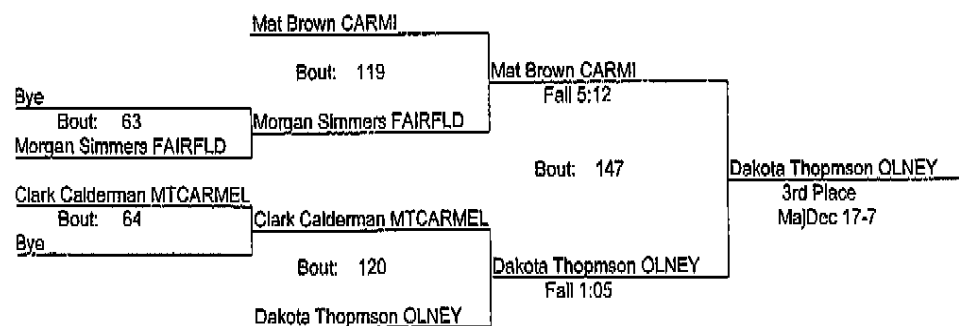 Mat Brown CARMI
Bout: 119
Mat Brown CARMI
Fall 5:12
Bye
Bout: 63
Morgan Simmers FAIRFLD
Morgan Simmers FAIRFLD
Bout: 147
Dakota Thopmson OLNEY
3rd Place
MajDec 17-7
Clark Calderman MTCARMEL
Bout: 64
Clark Calderman MTCARMEL
Bye
Bout: 120
Dakota Thopmson OLNEY
Fall 1:05
Dakota Thopmson OLNEY